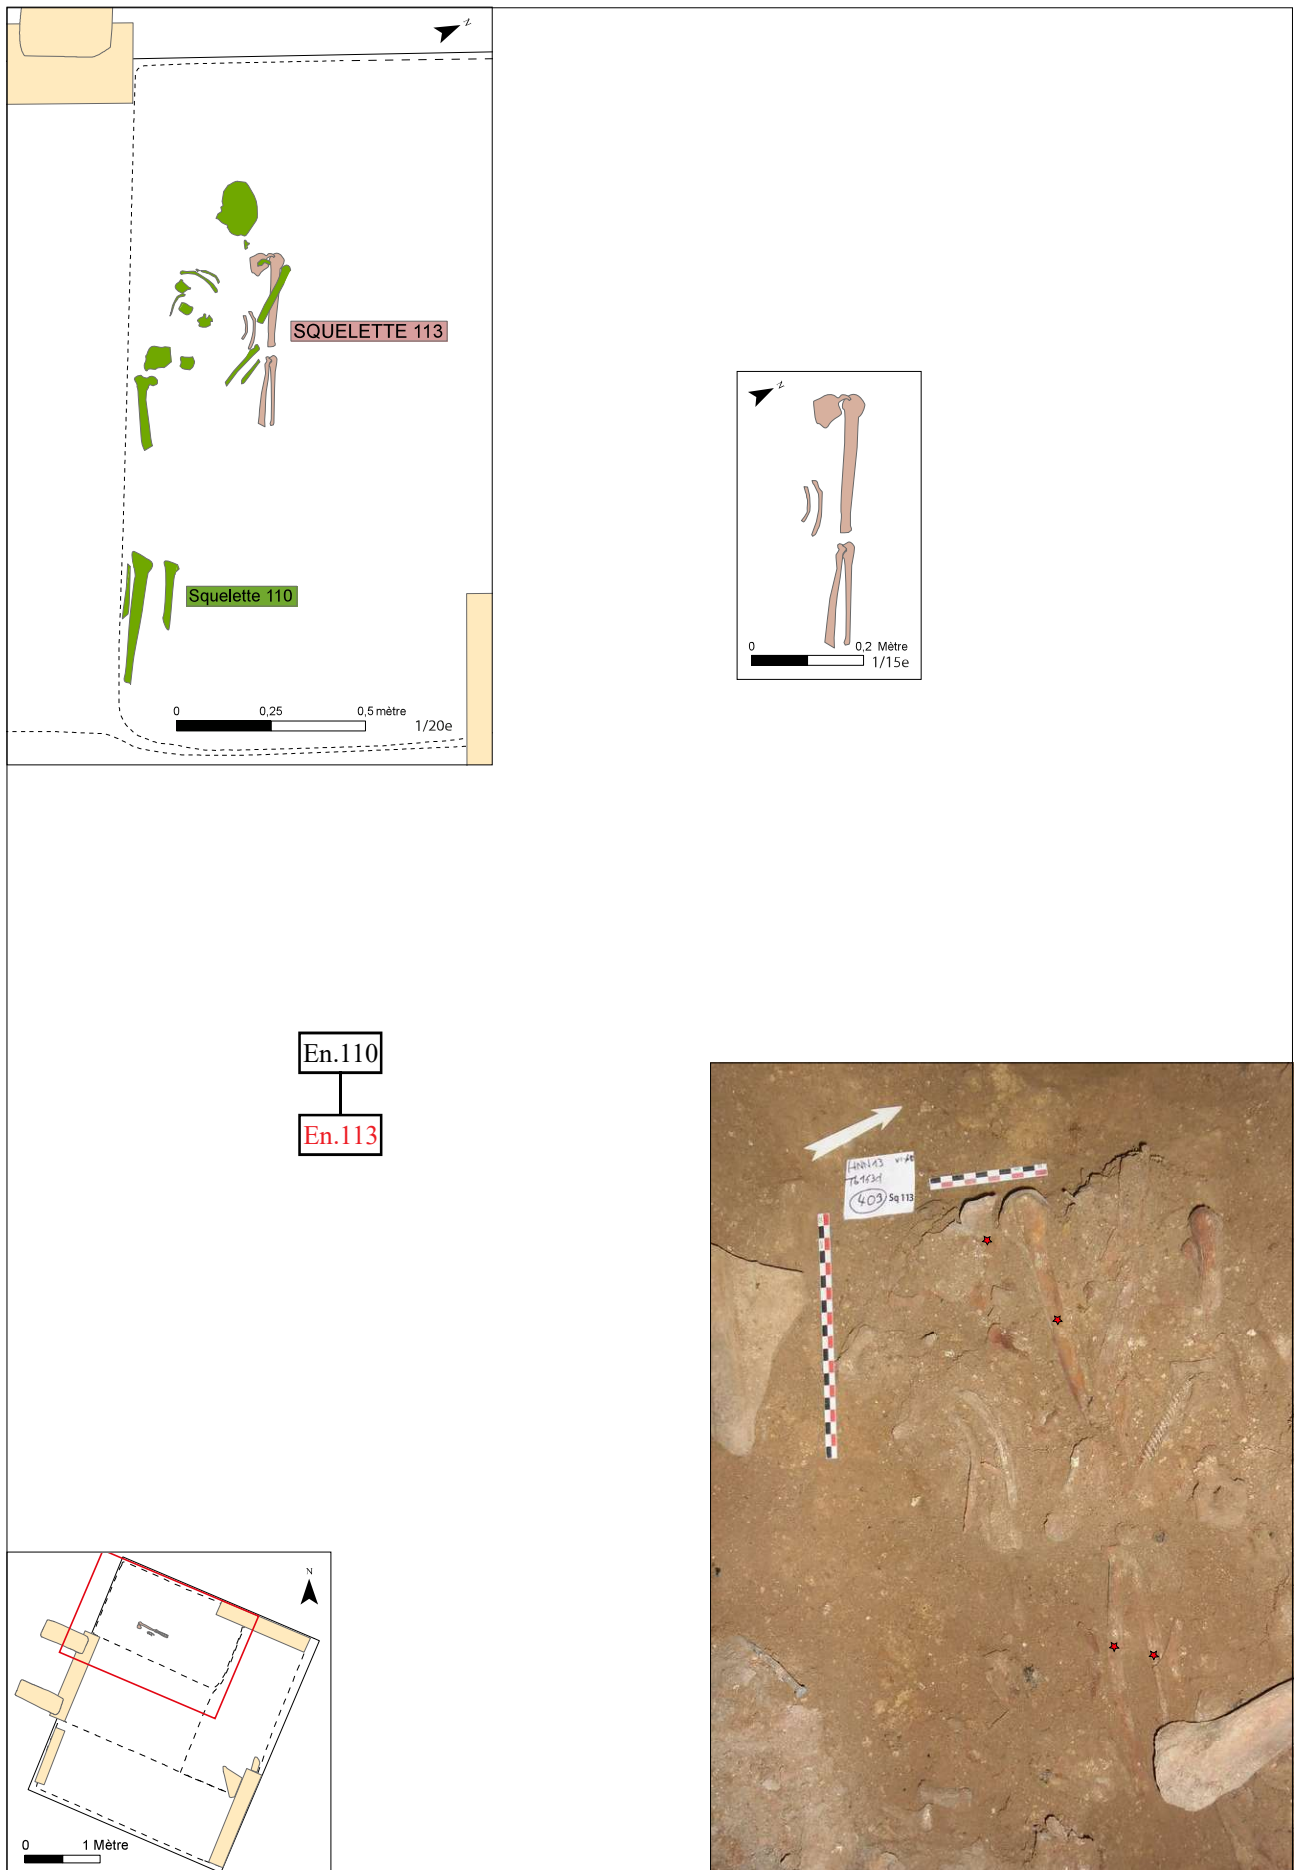 N
SQUELETTE 113
Squelette 110
0 0,25 0,5 mètre
1/20e
N
0 0,2 Mètre
1/15e
En.110
En.113
HNN13
403 Sq 113
N
0 1 Mètre